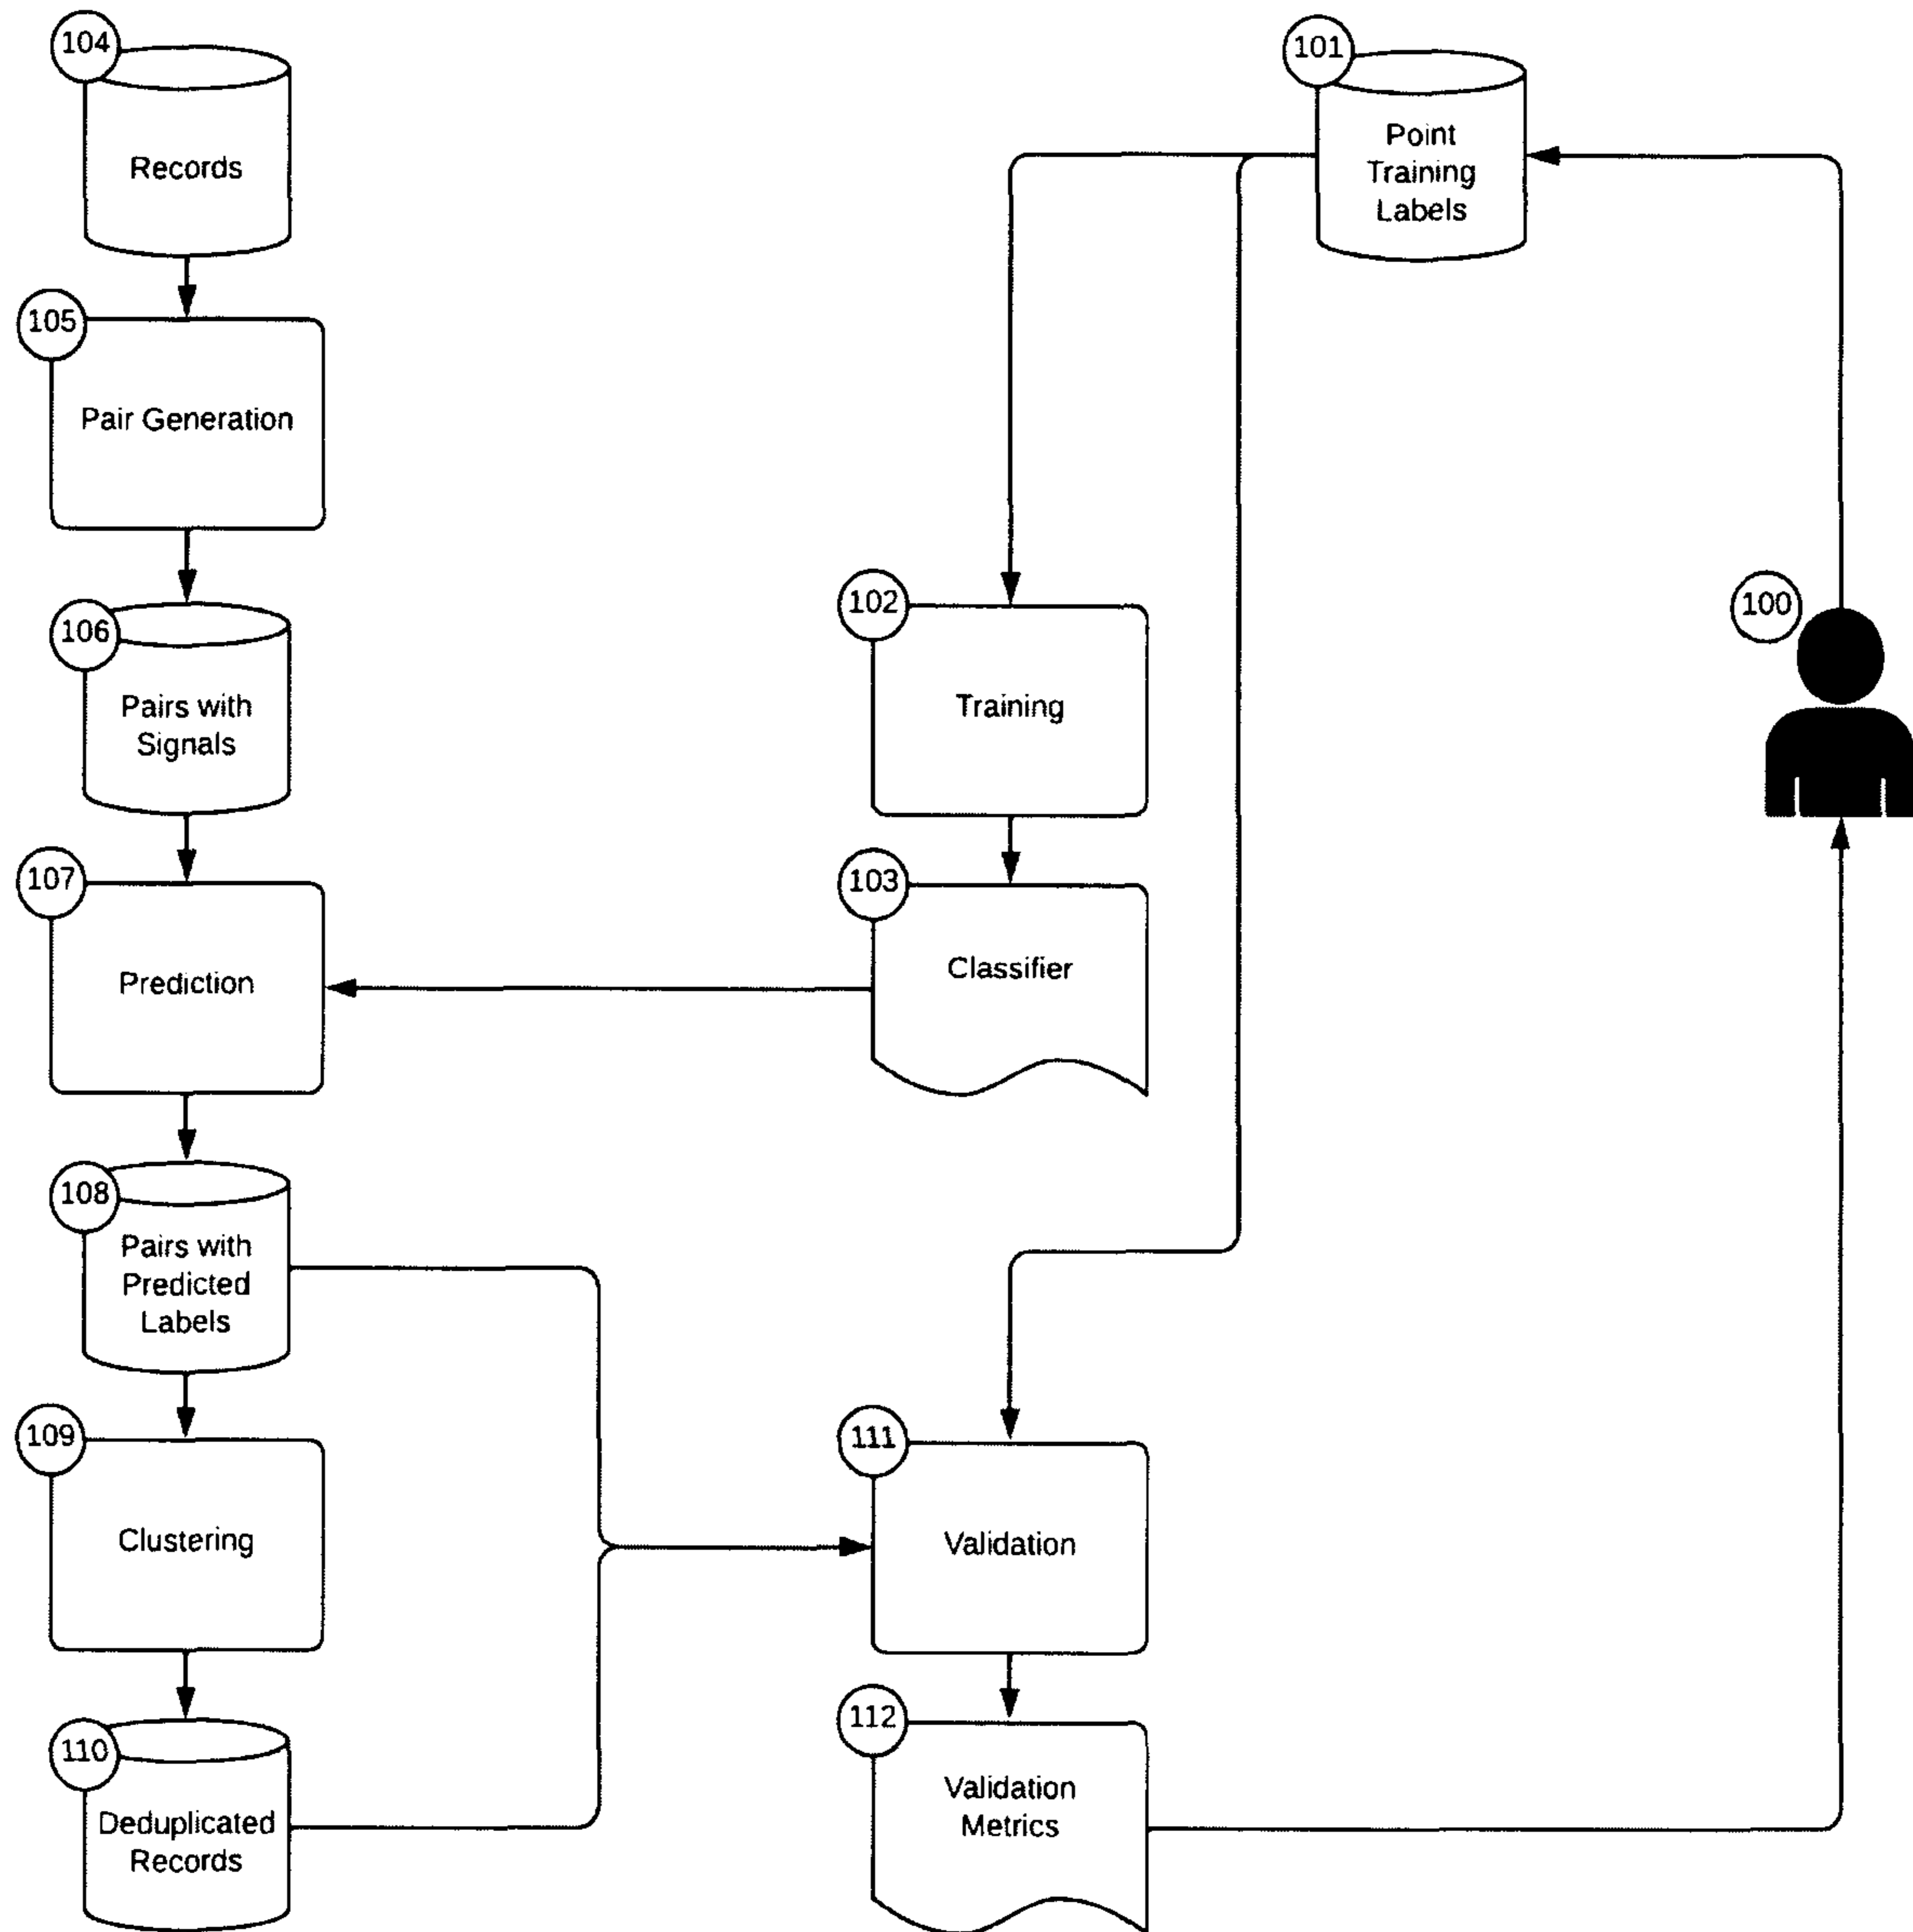 104
Records
105
Pair Generation
106
Pairs with
Signals
107
Prediction
108
Pairs with
Predicted
Labels
109
Clustering
110
Deduplicated
Records
101
Point
Training
Labels
102
Training
103
Classifier
111
Validation
112
Validation
Metrics
100